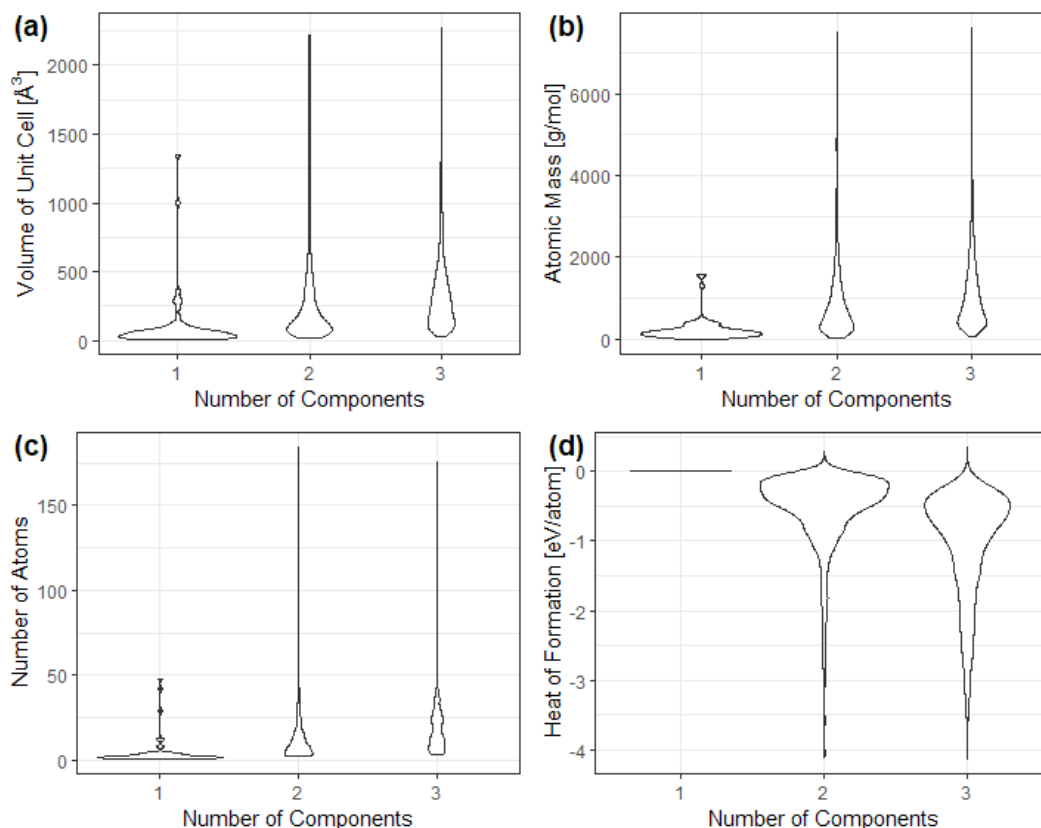 (a)
Volume of Unit Cell [Å³]
2000
1500
1000
500
0
1 2 3
Number of Components
(b)
Atomic Mass [g/mol]
6000
4000
2000
0
1 2 3
Number of Components
(c)
Number of Atoms
150
100
50
0
1 2 3
Number of Components
(d)
Heat of Formation [eV/atom]
0
-1
-2
-3
-4
1 2 3
Number of Components